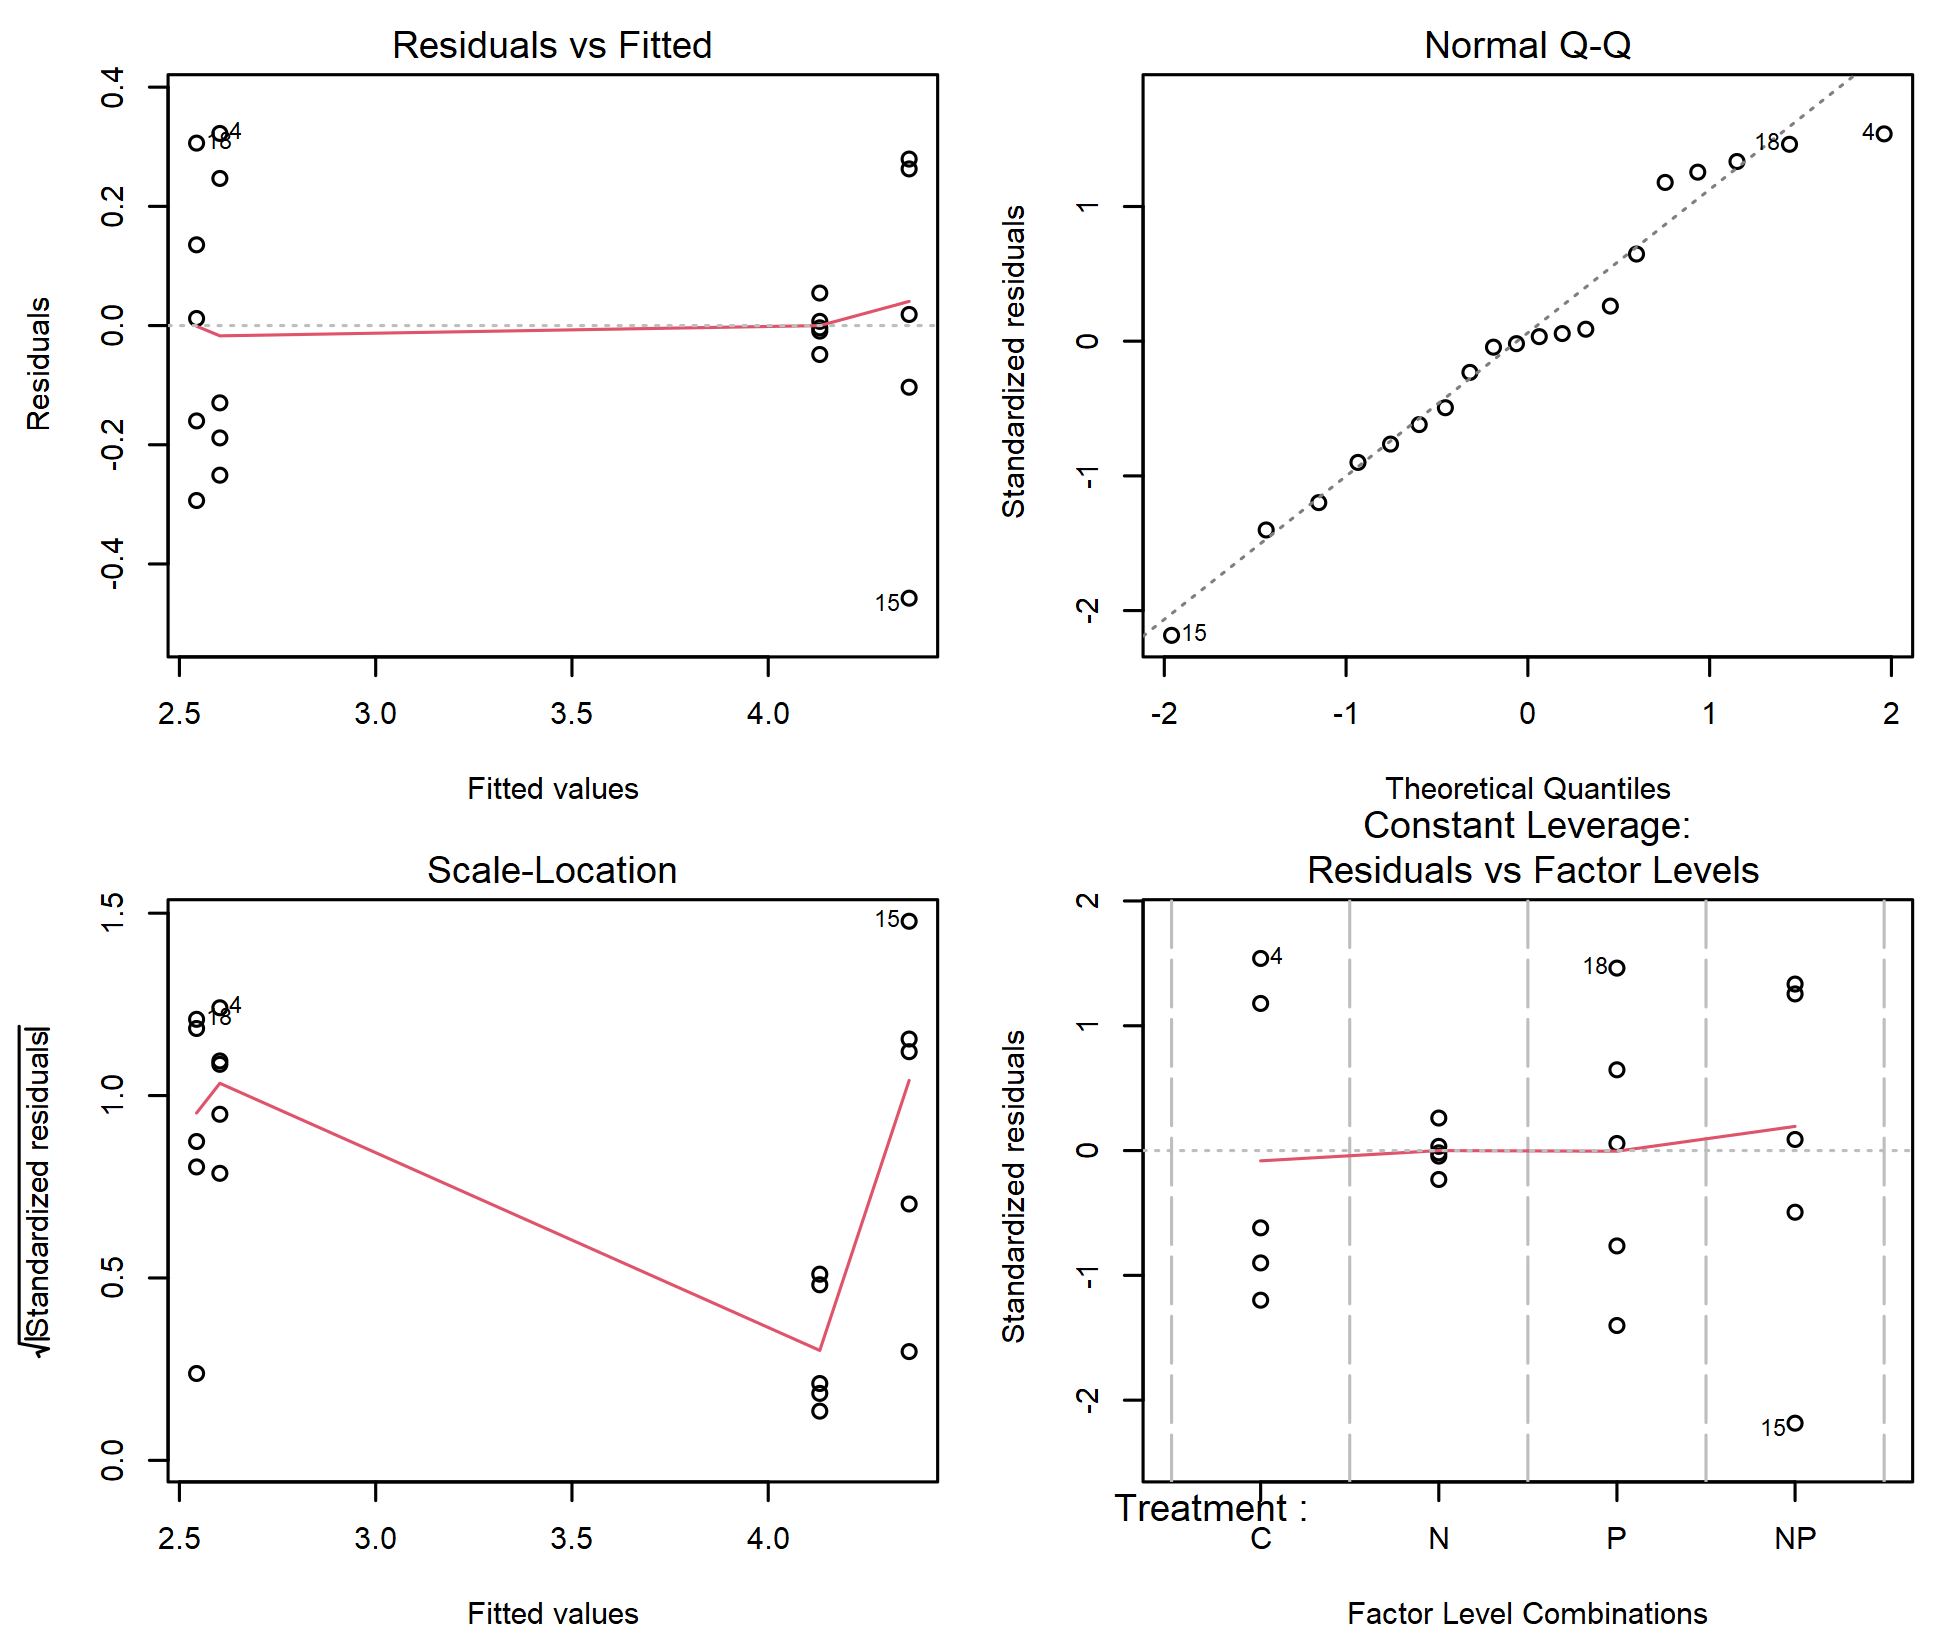 Residuals vs Fitted
0.4
0.2
0.0
-0.2
-0.4
Residuals
18
4
15
2.5 3.0 3.5 4.0
Fitted values
Normal Q-Q
1
0
-1
-2
Standardized residuals
18
4
15
-2 -1 0 1 2
Theoretical Quantiles
Scale-Location
1.5
1.0
0.5
0.0
√|Standardized residuals|
15
4
18
2.5 3.0 3.5 4.0
Fitted values
Constant Leverage:
Residuals vs Factor Levels
2
1
0
-1
-2
Standardized residuals
4
18
15
Treatment :
C N P NP
Factor Level Combinations